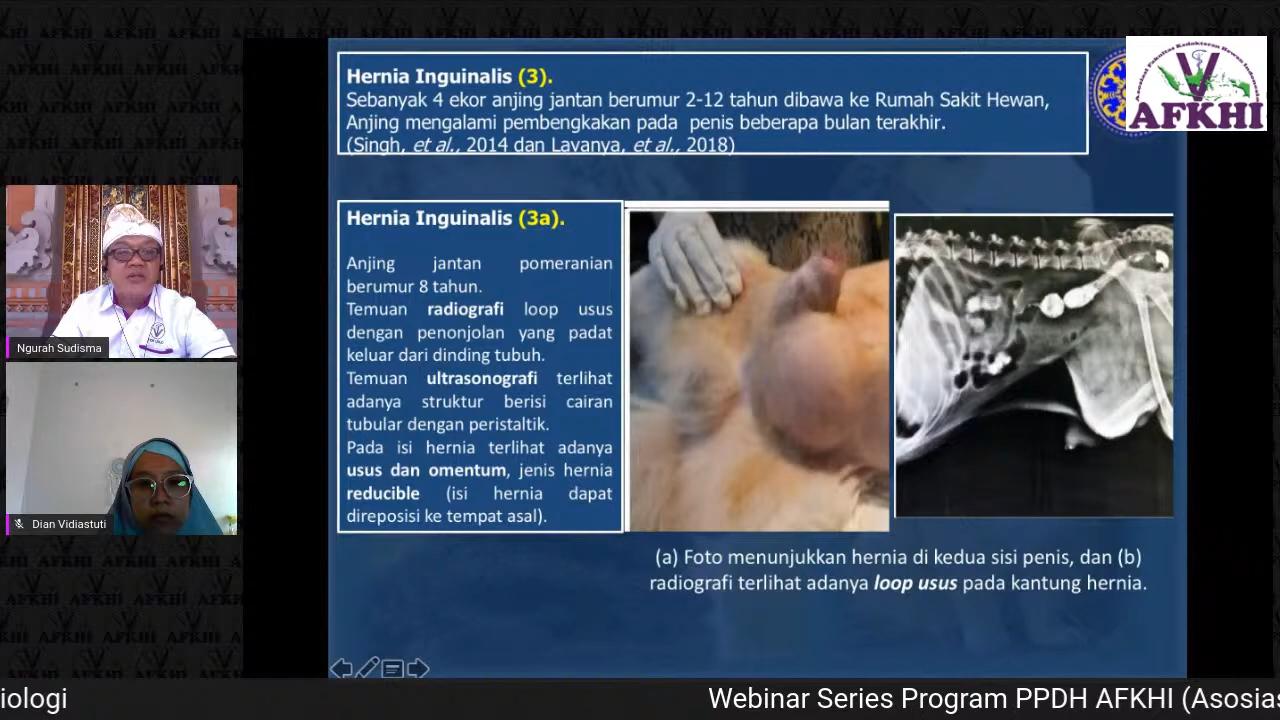 Hernia Inguinalis (3).
Sebanyak 4 ekor anjing jantan berumur 2-12 tahun dibawa ke Rumah Sakit Hewan,
Anjing mengalami pembengkakan pada penis beberapa bulan terakhir.
(Singh, et al., 2014 dan Lavanya, et al., 2018)
AFKHI
Hernia Inguinalis (3a).
Anjing jantan pomeranian
berumur 8 tahun.
Temuan radiografi loop usus
dengan penonjolan yang padat
keluar dari dinding tubuh.
Temuan ultrasonografi terlihat
adanya struktur berisi cairan
tubular dengan peristaltik.
Pada isi hernia terlihat adanya
usus dan omentum, jenis hernia
reducible (isi hernia dapat
direposisi ke tempat asal).
(a) Foto menunjukkan hernia di kedua sisi penis, dan (b)
radiografi terlihat adanya loop usus pada kantung hernia.
Ngurah Sudisma
Dian Vidiastuti
iologi
Webinar Series Program PPDH AFKHI (Asosias